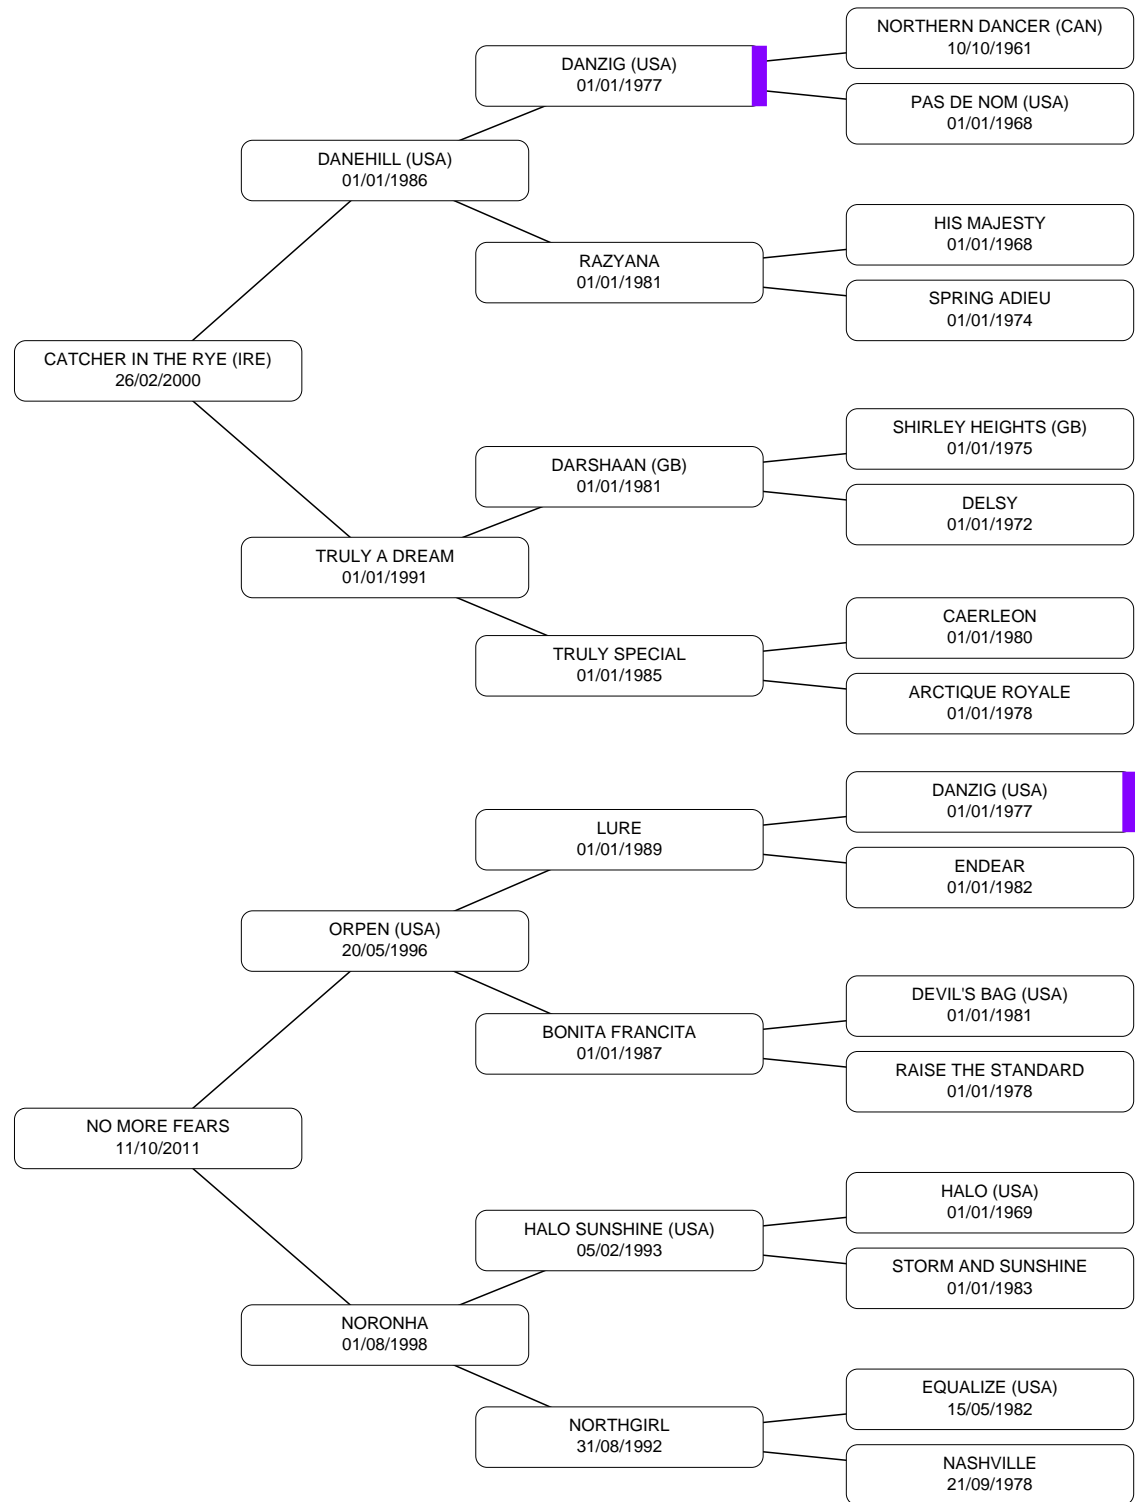 NORTHERN DANCER (CAN)
10/10/1961
DANZIG (USA)
01/01/1977
PAS DE NOM (USA)
01/01/1968
DANEHILL (USA)
01/01/1986
HIS MAJESTY
01/01/1968
RAZYANA
01/01/1981
SPRING ADIEU
01/01/1974
CATCHER IN THE RYE (IRE)
26/02/2000
SHIRLEY HEIGHTS (GB)
01/01/1975
DARSHAAN (GB)
01/01/1981
DELSY
01/01/1972
TRULY A DREAM
01/01/1991
CAERLEON
01/01/1980
TRULY SPECIAL
01/01/1985
ARCTIQUE ROYALE
01/01/1978
DANZIG (USA)
01/01/1977
LURE
01/01/1989
ENDEAR
01/01/1982
ORPEN (USA)
20/05/1996
DEVIL'S BAG (USA)
01/01/1981
BONITA FRANCITA
01/01/1987
RAISE THE STANDARD
01/01/1978
NO MORE FEARS
11/10/2011
HALO (USA)
01/01/1969
HALO SUNSHINE (USA)
05/02/1993
STORM AND SUNSHINE
01/01/1983
NORONHA
01/08/1998
EQUALIZE (USA)
15/05/1982
NORTHGIRL
31/08/1992
NASHVILLE
21/09/1978